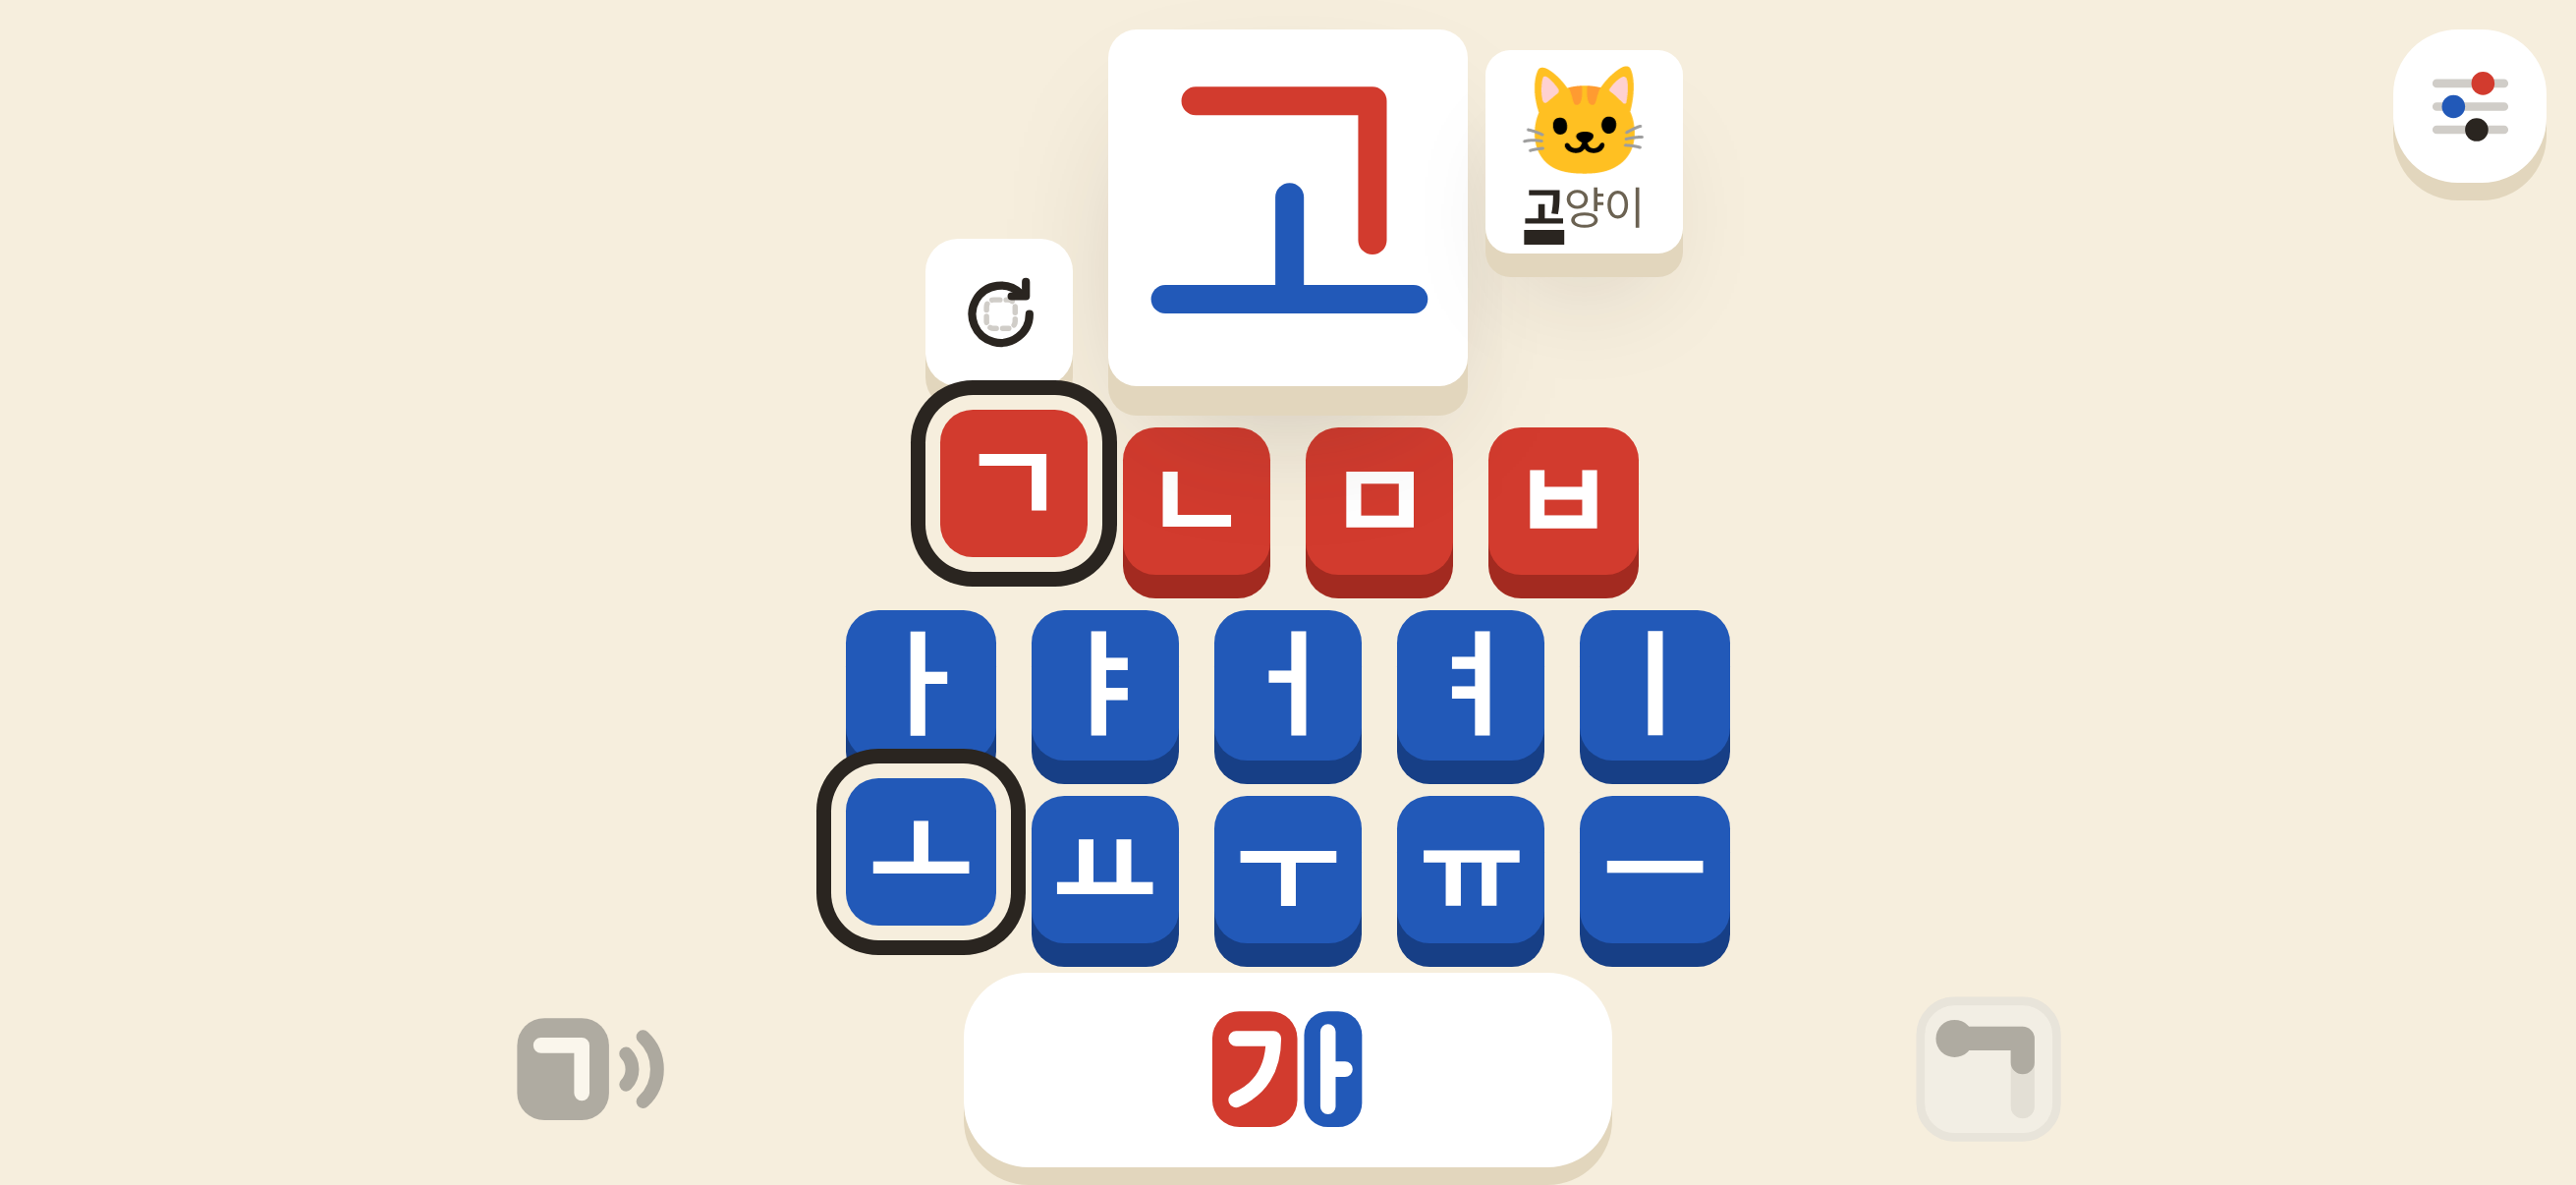 고
고양이
ㄱ ㄴ ㅁ ㅂ
ㅏ ㅑ ㅓ ㅕ ㅣ
ㅗ ㅛ ㅜ ㅠ ㅡ
ㄱ 가 ㄱ